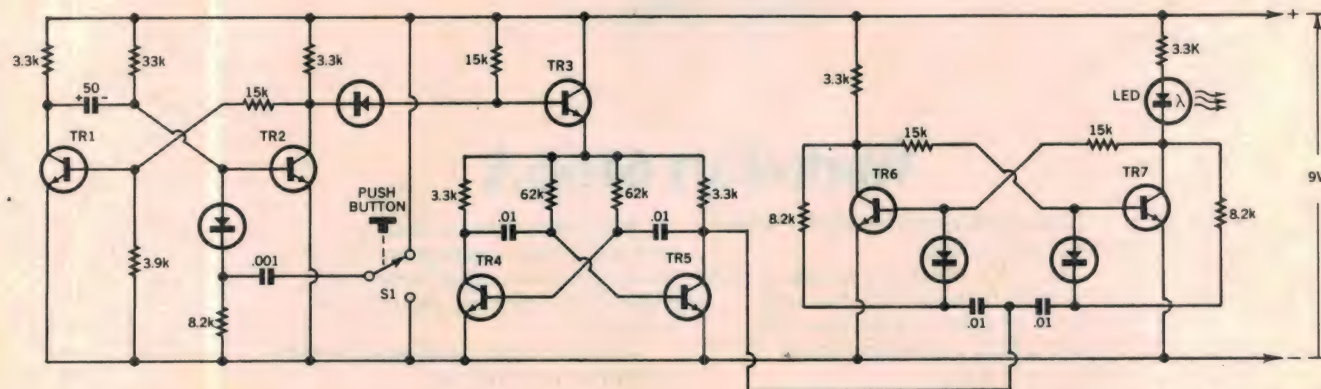 3.3k
33k
3.3k
15k
+ 50 -
15k
TR1
TR2
TR3
PUSH
BUTTON
S1
.001
3.9k
8.2k
3.3k
62k
62k
3.3k
.01
.01
TR4
TR5
3.3k
3.3K
LED
λ
15k
15k
TR6
TR7
8.2k
8.2k
.01
.01
+
9V
-